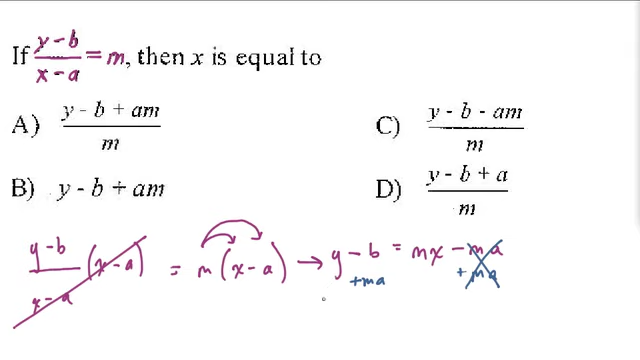 If (y-b)/(x-a) = m, then x is equal to
A) (y - b + am)/m
C) (y - b - am)/m
B) y - b + am
D) (y - b + a)/m
(y-b)/(x-a) (x-a) = m(x-a) → y-b = mx - ma
+ma +ma